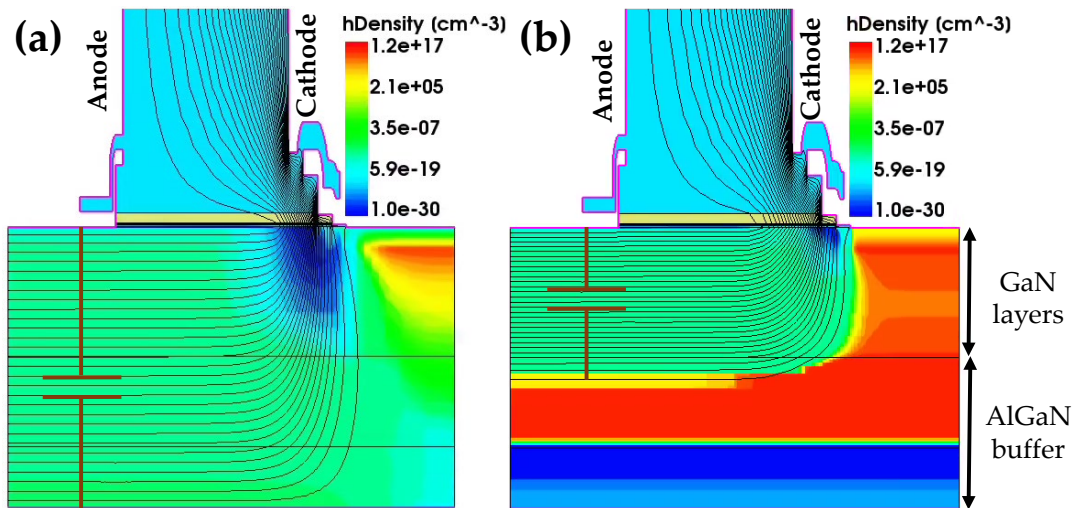 (a)
Anode
Cathode
hDensity (cm^-3)
1.2e+17
2.1e+05
3.5e-07
5.9e-19
1.0e-30
(b)
Anode
Cathode
hDensity (cm^-3)
1.2e+17
2.1e+05
3.5e-07
5.9e-19
1.0e-30
GaN
layers
AlGaN
buffer